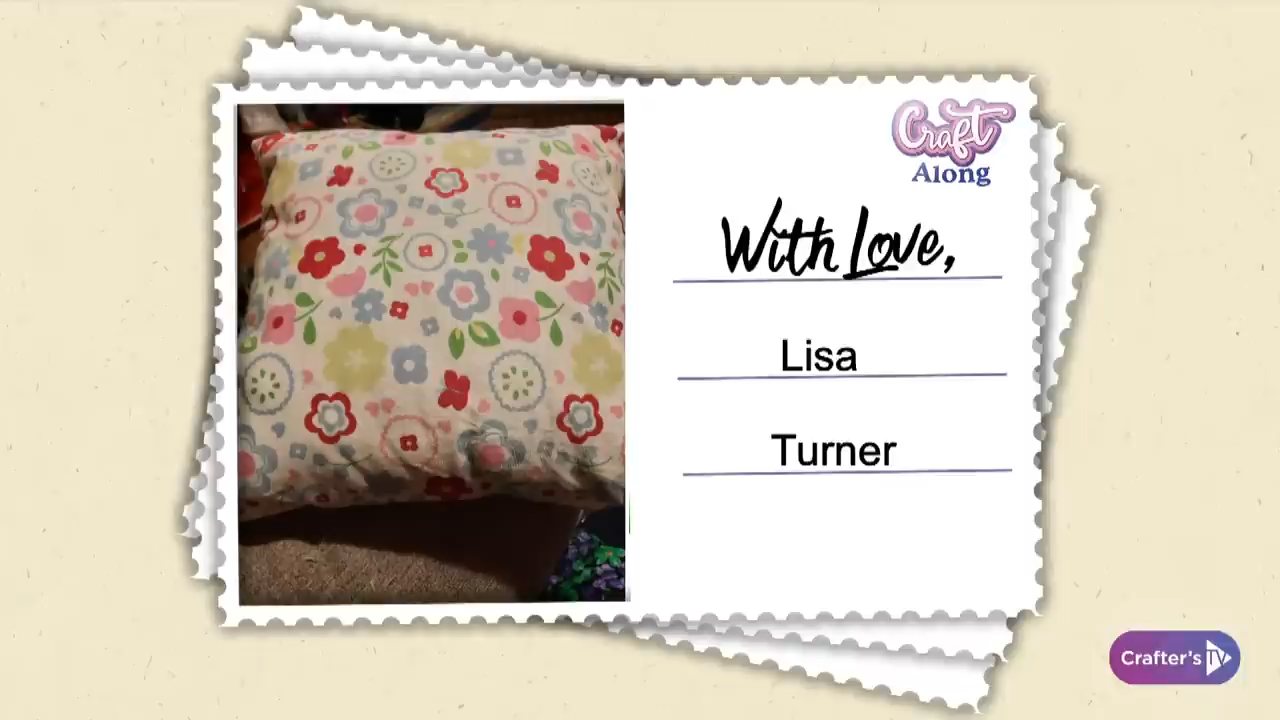 Craft
Along
With Love,
Lisa
Turner
Crafter's TV